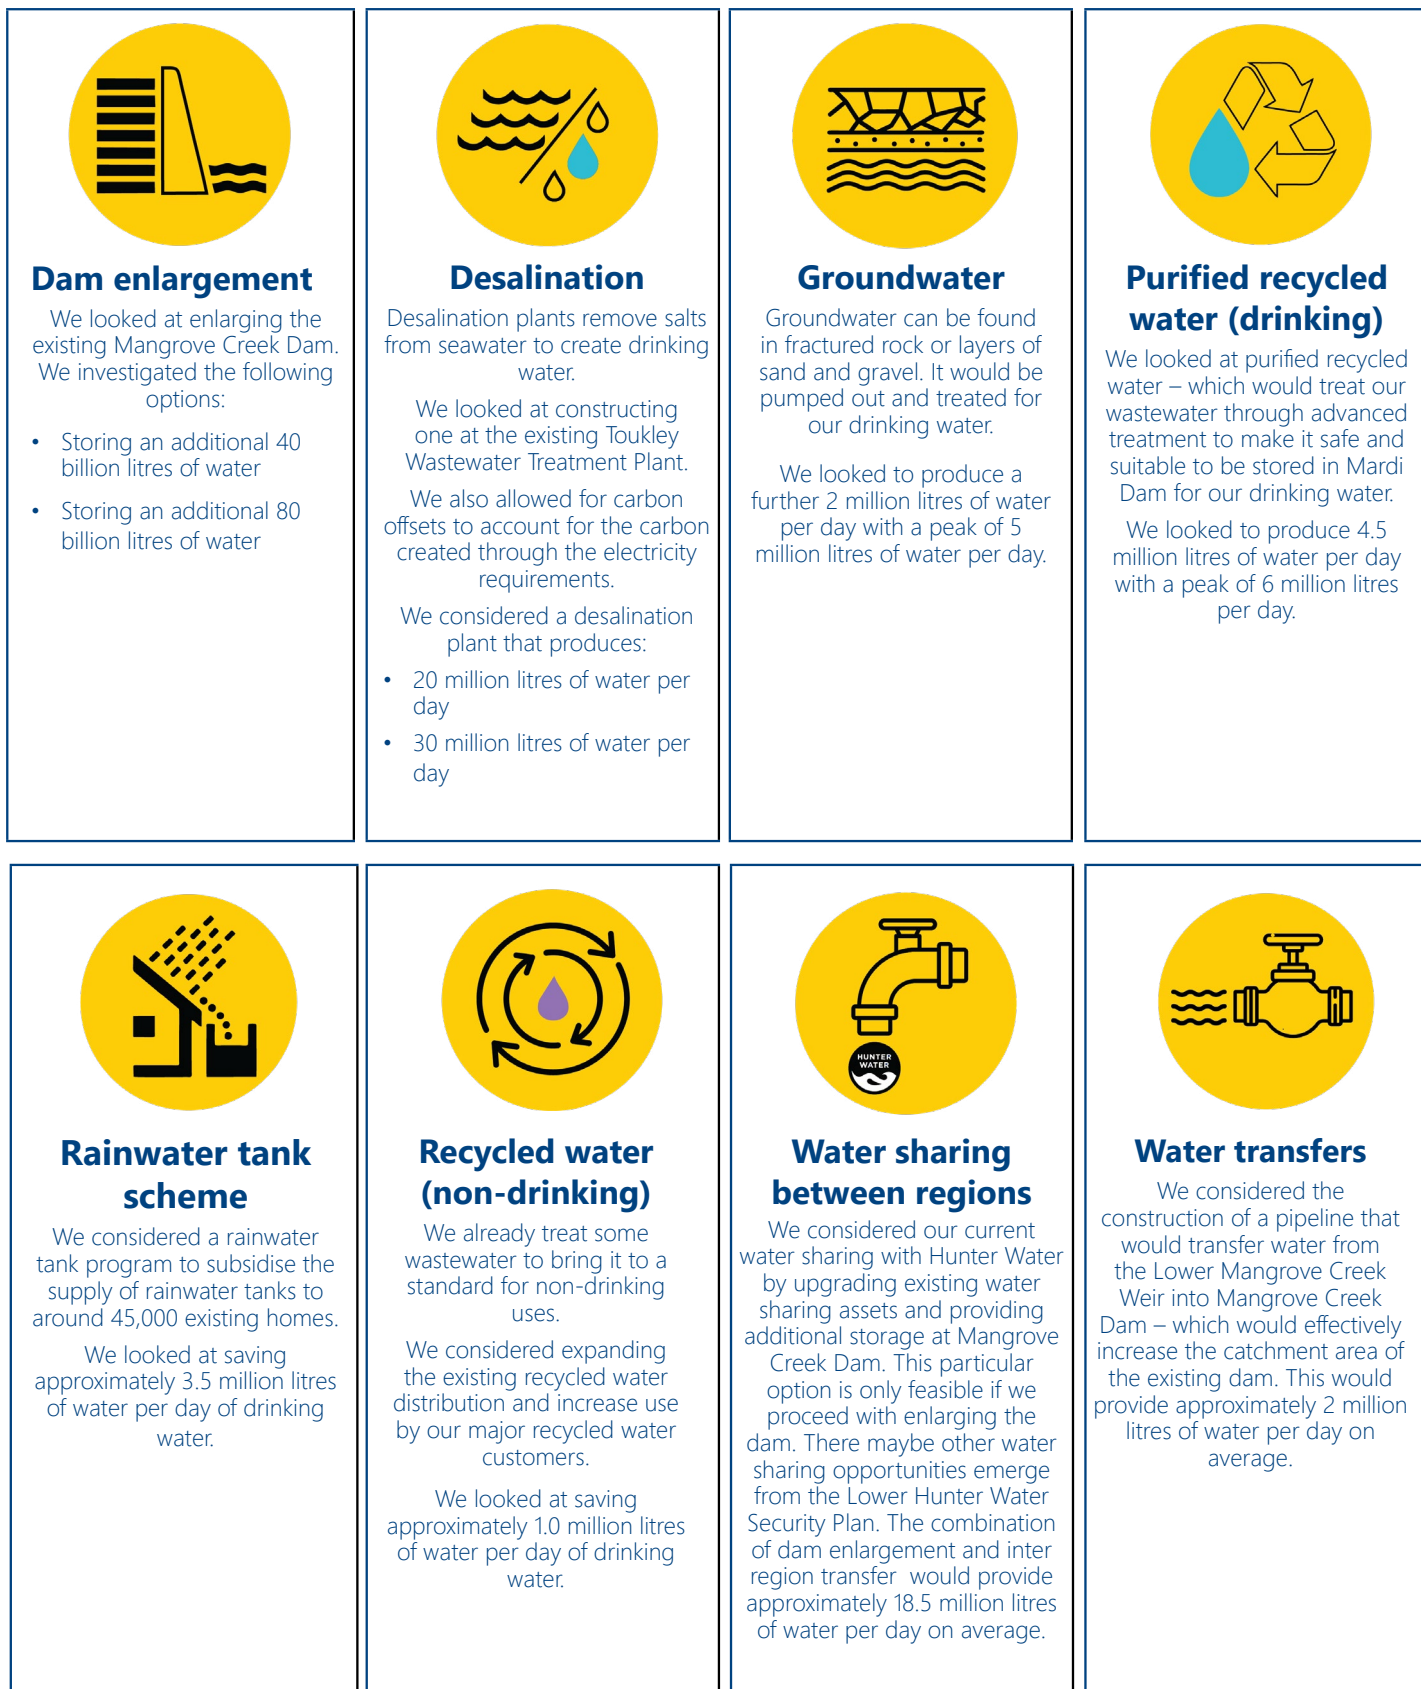 Dam enlargement
We looked at enlarging the
existing Mangrove Creek Dam.
We investigated the following
options:
• Storing an additional 40
billion litres of water
• Storing an additional 80
billion litres of water
Desalination
Desalination plants remove salts
from seawater to create drinking
water.
We looked at constructing
one at the existing Toukley
Wastewater Treatment Plant.
We also allowed for carbon
offsets to account for the carbon
created through the electricity
requirements.
We considered a desalination
plant that produces:
• 20 million litres of water per
day
• 30 million litres of water per
day
Groundwater
Groundwater can be found
in fractured rock or layers of
sand and gravel. It would be
pumped out and treated for
our drinking water.
We looked to produce a
further 2 million litres of water
per day with a peak of 5
million litres of water per day.
Purified recycled
water (drinking)
We looked at purified recycled
water – which would treat our
wastewater through advanced
treatment to make it safe and
suitable to be stored in Mardi
Dam for our drinking water.
We looked to produce 4.5
million litres of water per day
with a peak of 6 million litres
per day.
Rainwater tank
scheme
We considered a rainwater
tank program to subsidise the
supply of rainwater tanks to
around 45,000 existing homes.
We looked at saving
approximately 3.5 million litres
of water per day of drinking
water.
Recycled water
(non-drinking)
We already treat some
wastewater to bring it to a
standard for non-drinking
uses.
We considered expanding
the existing recycled water
distribution and increase use
by our major recycled water
customers.
We looked at saving
approximately 1.0 million litres
of water per day of drinking
water.
HUNTER
WATER
Water sharing
between regions
We considered our current
water sharing with Hunter Water
by upgrading existing water
sharing assets and providing
additional storage at Mangrove
Creek Dam. This particular
option is only feasible if we
proceed with enlarging the
dam. There maybe other water
sharing opportunities emerge
from the Lower Hunter Water
Security Plan. The combination
of dam enlargement and inter
region transfer would provide
approximately 18.5 million litres
of water per day on average.
Water transfers
We considered the
construction of a pipeline that
would transfer water from
the Lower Mangrove Creek
Weir into Mangrove Creek
Dam – which would effectively
increase the catchment area of
the existing dam. This would
provide approximately 2 million
litres of water per day on
average.